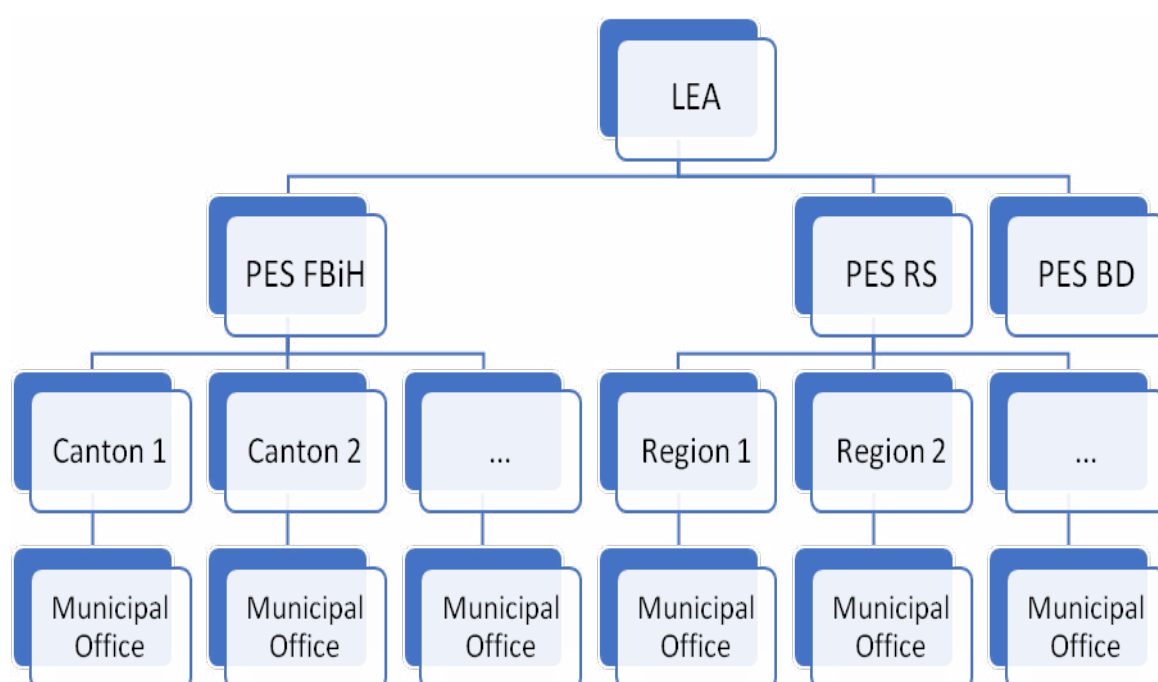 LEA
PES FBiH
PES RS
PES BD
Canton 1
Canton 2
...
Region 1
Region 2
...
Municipal
Office
Municipal
Office
Municipal
Office
Municipal
Office
Municipal
Office
Municipal
Office